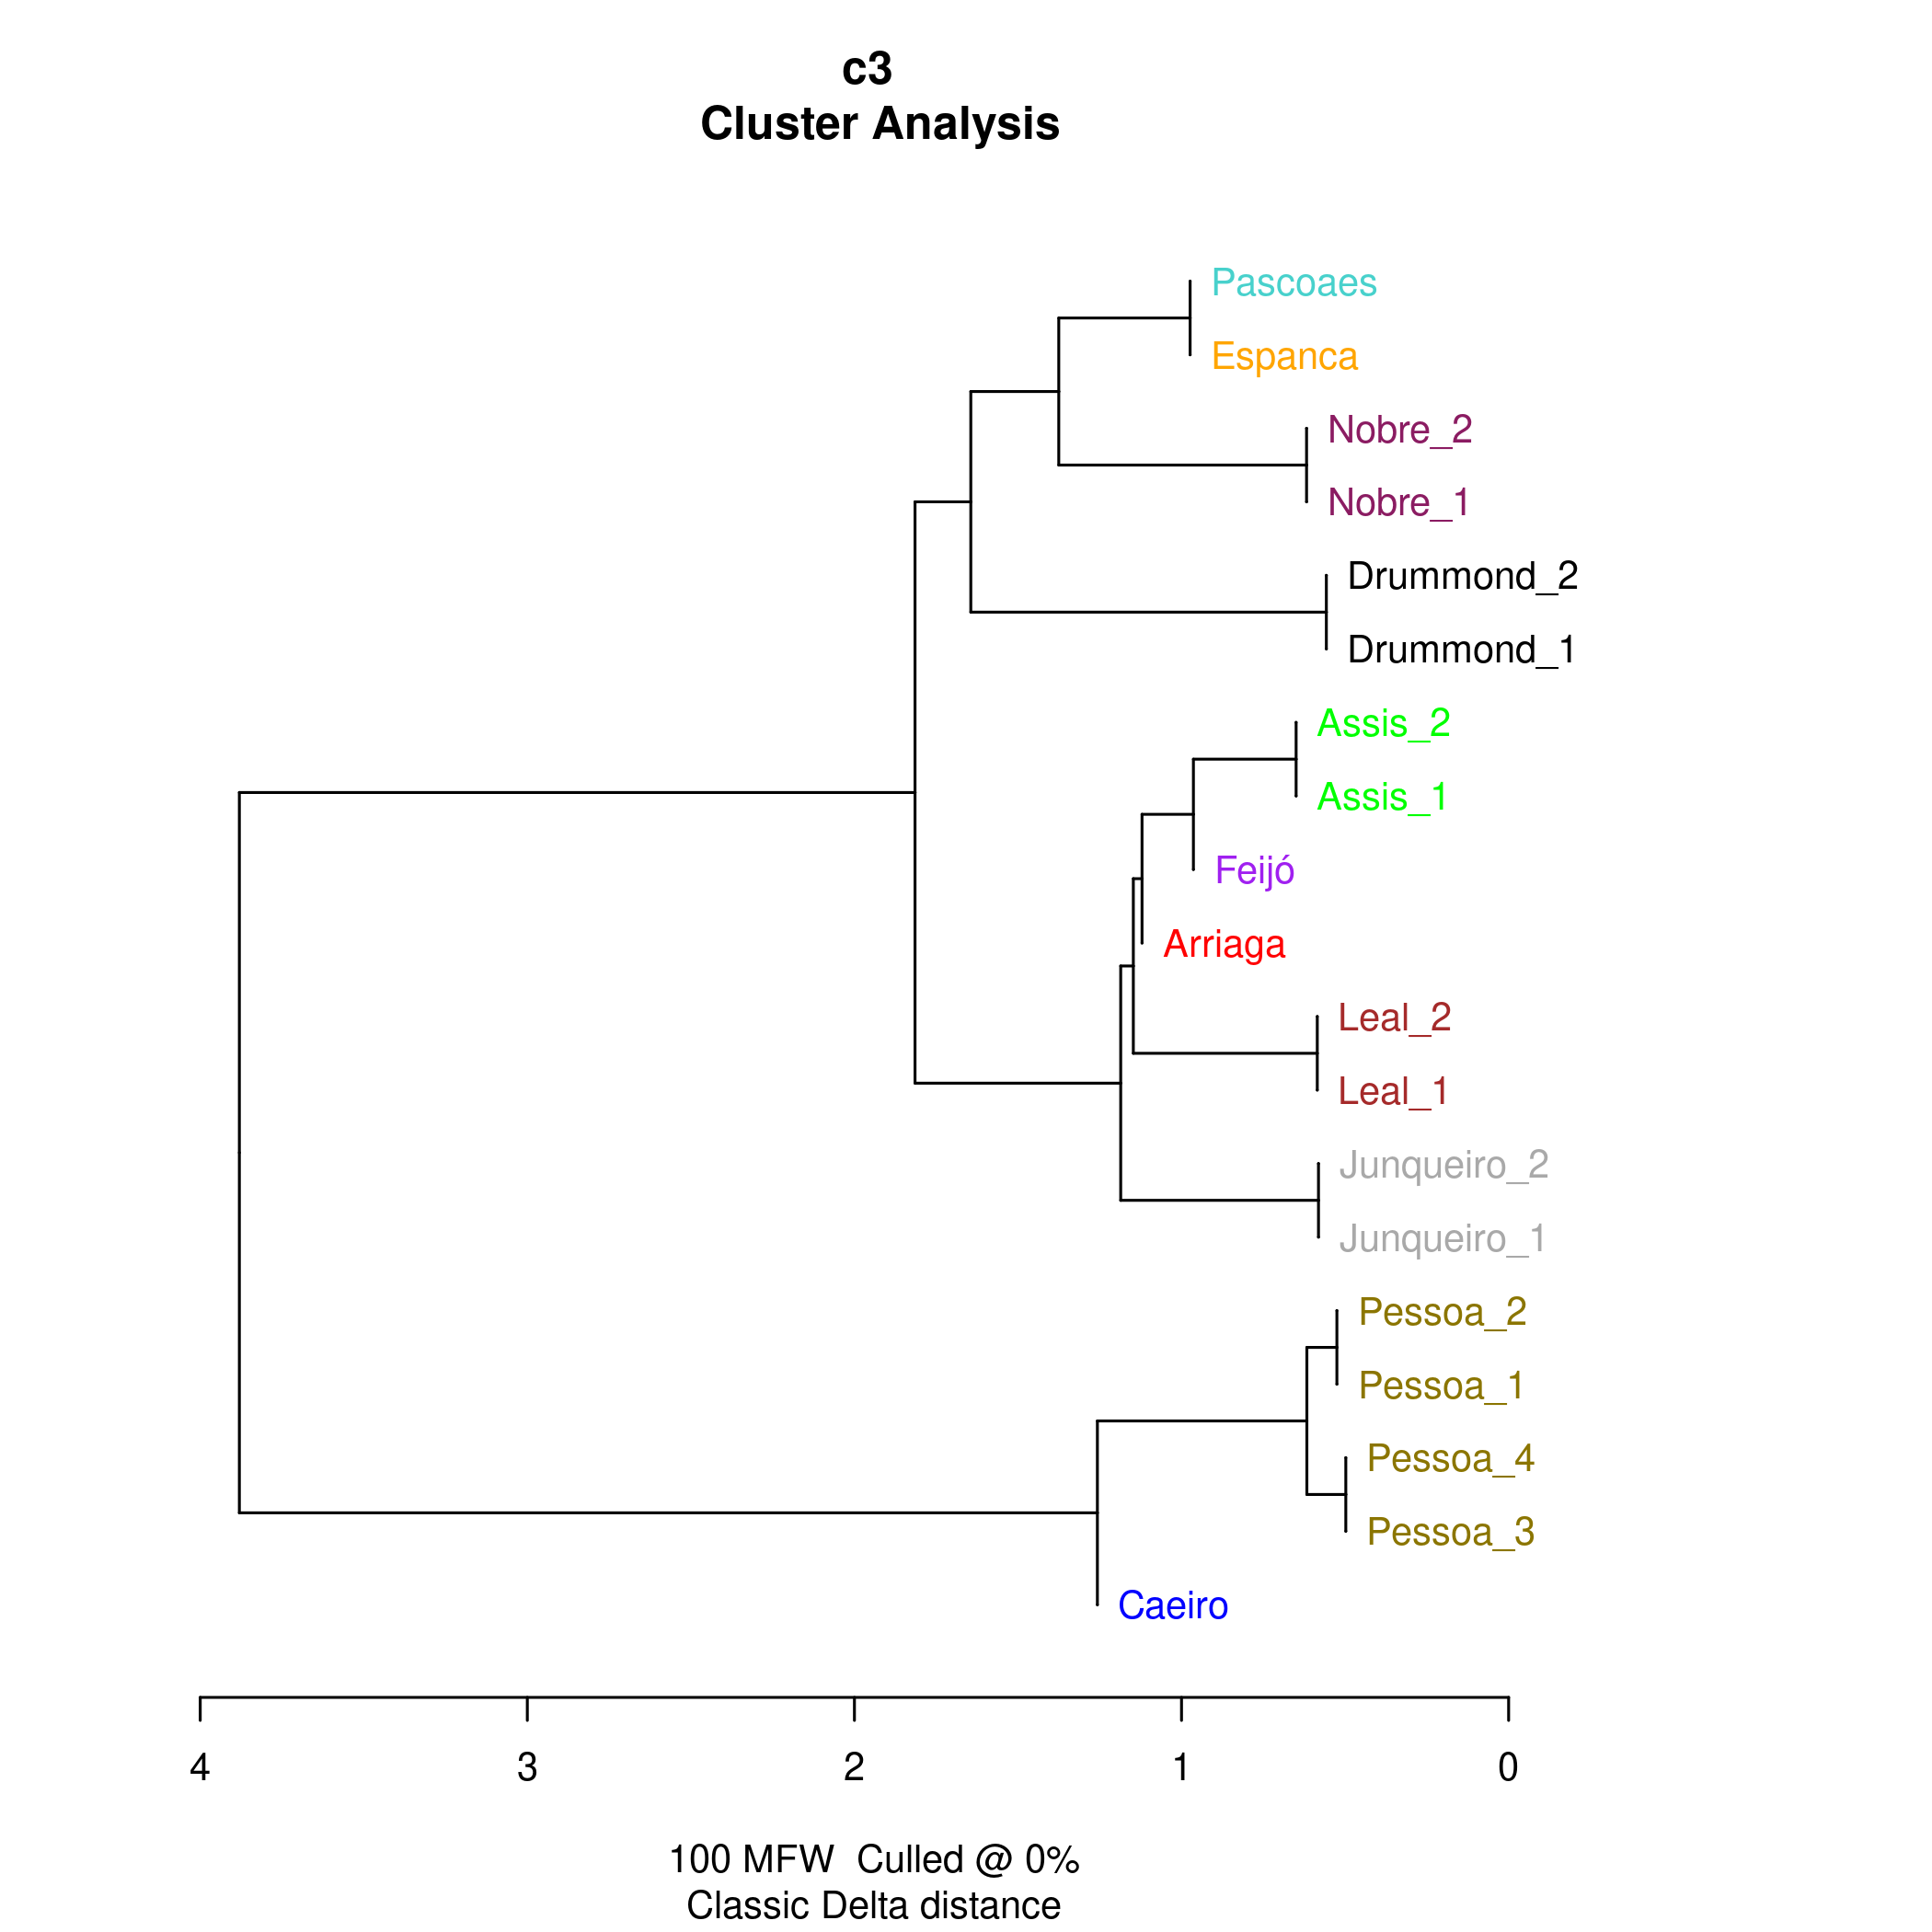 c3
Cluster Analysis
Pascoaes
Espanca
Nobre_2
Nobre_1
Drummond_2
Drummond_1
Assis_2
Assis_1
Feijó
Arriaga
Leal_2
Leal_1
Junqueiro_2
Junqueiro_1
Pessoa_2
Pessoa_1
Pessoa_4
Pessoa_3
Caeiro
4 3 2 1 0
100 MFW Culled @ 0%
Classic Delta distance